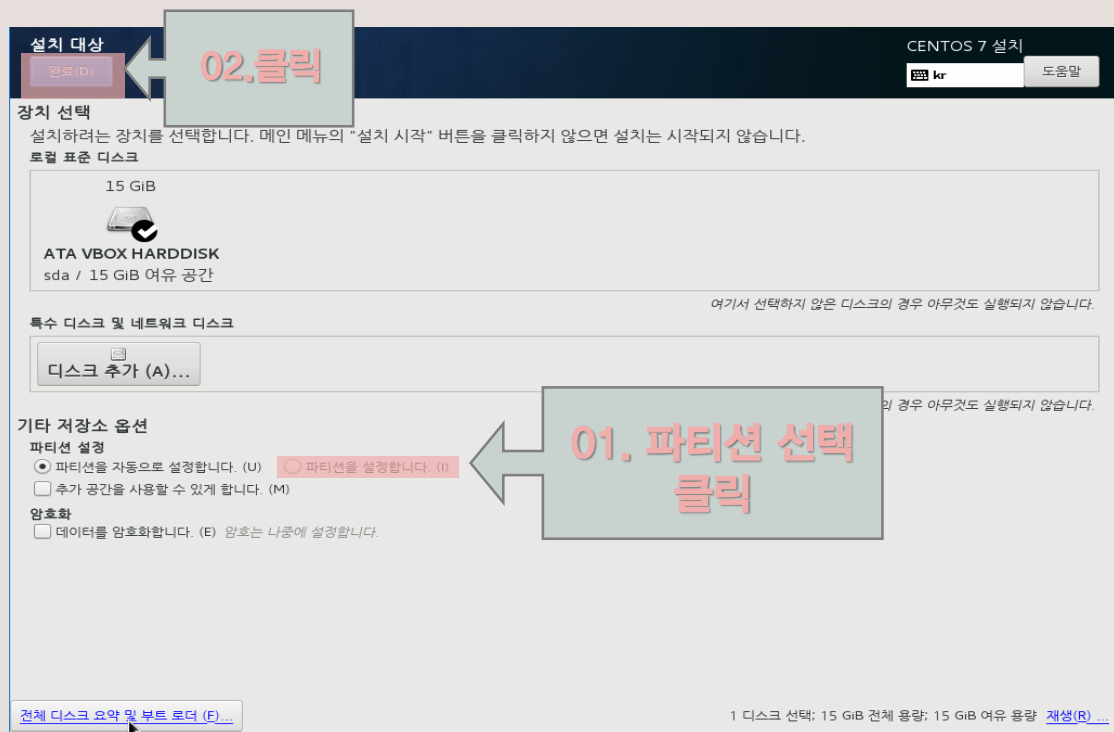 설치 대상
완료(D)
02.클릭
CENTOS 7 설치
kr
도움말
장치 선택
설치하려는 장치를 선택합니다. 메인 메뉴의 "설치 시작" 버튼을 클릭하지 않으면 설치는 시작되지 않습니다.
로컬 표준 디스크
15 GiB
ATA VBOX HARDDISK
sda / 15 GiB 여유 공간
여기서 선택하지 않은 디스크의 경우 아무것도 실행되지 않습니다.
특수 디스크 및 네트워크 디스크
디스크 추가 (A)...
경우 아무것도 실행되지 않습니다.
기타 저장소 옵션
파티션 설정
파티션을 자동으로 설정합니다. (U) 파티션을 설정합니다. (I)
추가 공간을 사용할 수 있게 합니다. (M)
01. 파티션 선택
클릭
암호화
데이터를 암호화합니다. (E) 암호는 나중에 설정합니다.
전체 디스크 요약 및 부트 로더 (F)...
1 디스크 선택; 15 GiB 전체 용량; 15 GiB 여유 용량 재생(R) ...